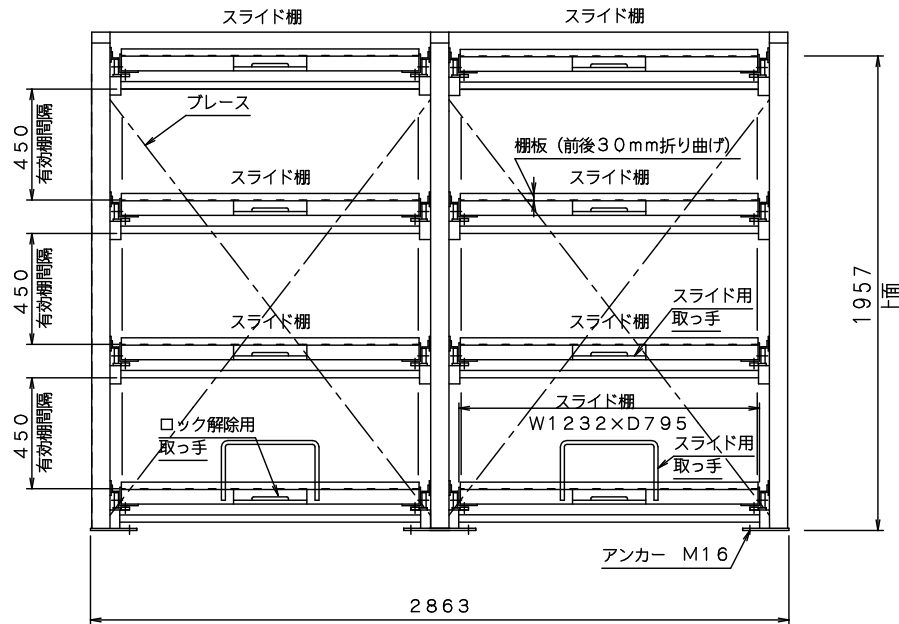 スライド棚
スライド棚
ブレース
450
有効棚間隔
棚板（前後30mm折り曲げ）
スライド棚
スライド棚
450
有効棚間隔
1957
上面
スライド用
取っ手
スライド棚
スライド棚
450
有効棚間隔
スライド棚
W1232×D795
ロック解除用
取っ手
スライド用
取っ手
アンカー M16
2863